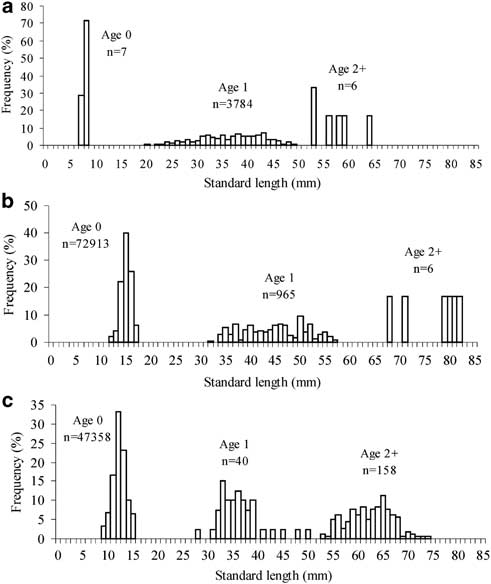 a
80
70
60
50
40
30
20
10
0
Frequency (%)
Age 0
n=7
Age 1
n=3784
Age 2+
n=6
0 5 10 15 20 25 30 35 40 45 50 55 60 65 70 75 80 85
Standard length (mm)
b
50
40
30
20
10
0
Frequency (%)
Age 0
n=72913
Age 1
n=965
Age 2+
n=6
0 5 10 15 20 25 30 35 40 45 50 55 60 65 70 75 80 85
Standard length (mm)
c
35
30
25
20
15
10
5
0
Frequency (%)
Age 0
n=47358
Age 1
n=40
Age 2+
n=158
0 5 10 15 20 25 30 35 40 45 50 55 60 65 70 75 80 85
Standard length (mm)